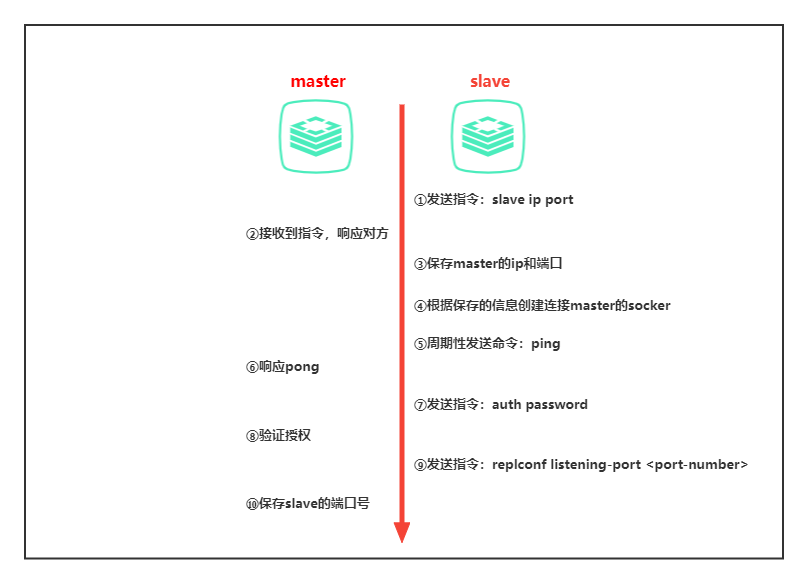 master
slave
①发送指令：slave ip port
②接收到指令，响应对方
③保存master的ip和端口
④根据保存的信息创建连接master的socker
⑤周期性发送命令：ping
⑥响应pong
⑦发送指令：auth password
⑧验证授权
⑨发送指令：replconf listening-port <port-number>
⑩保存slave的端口号